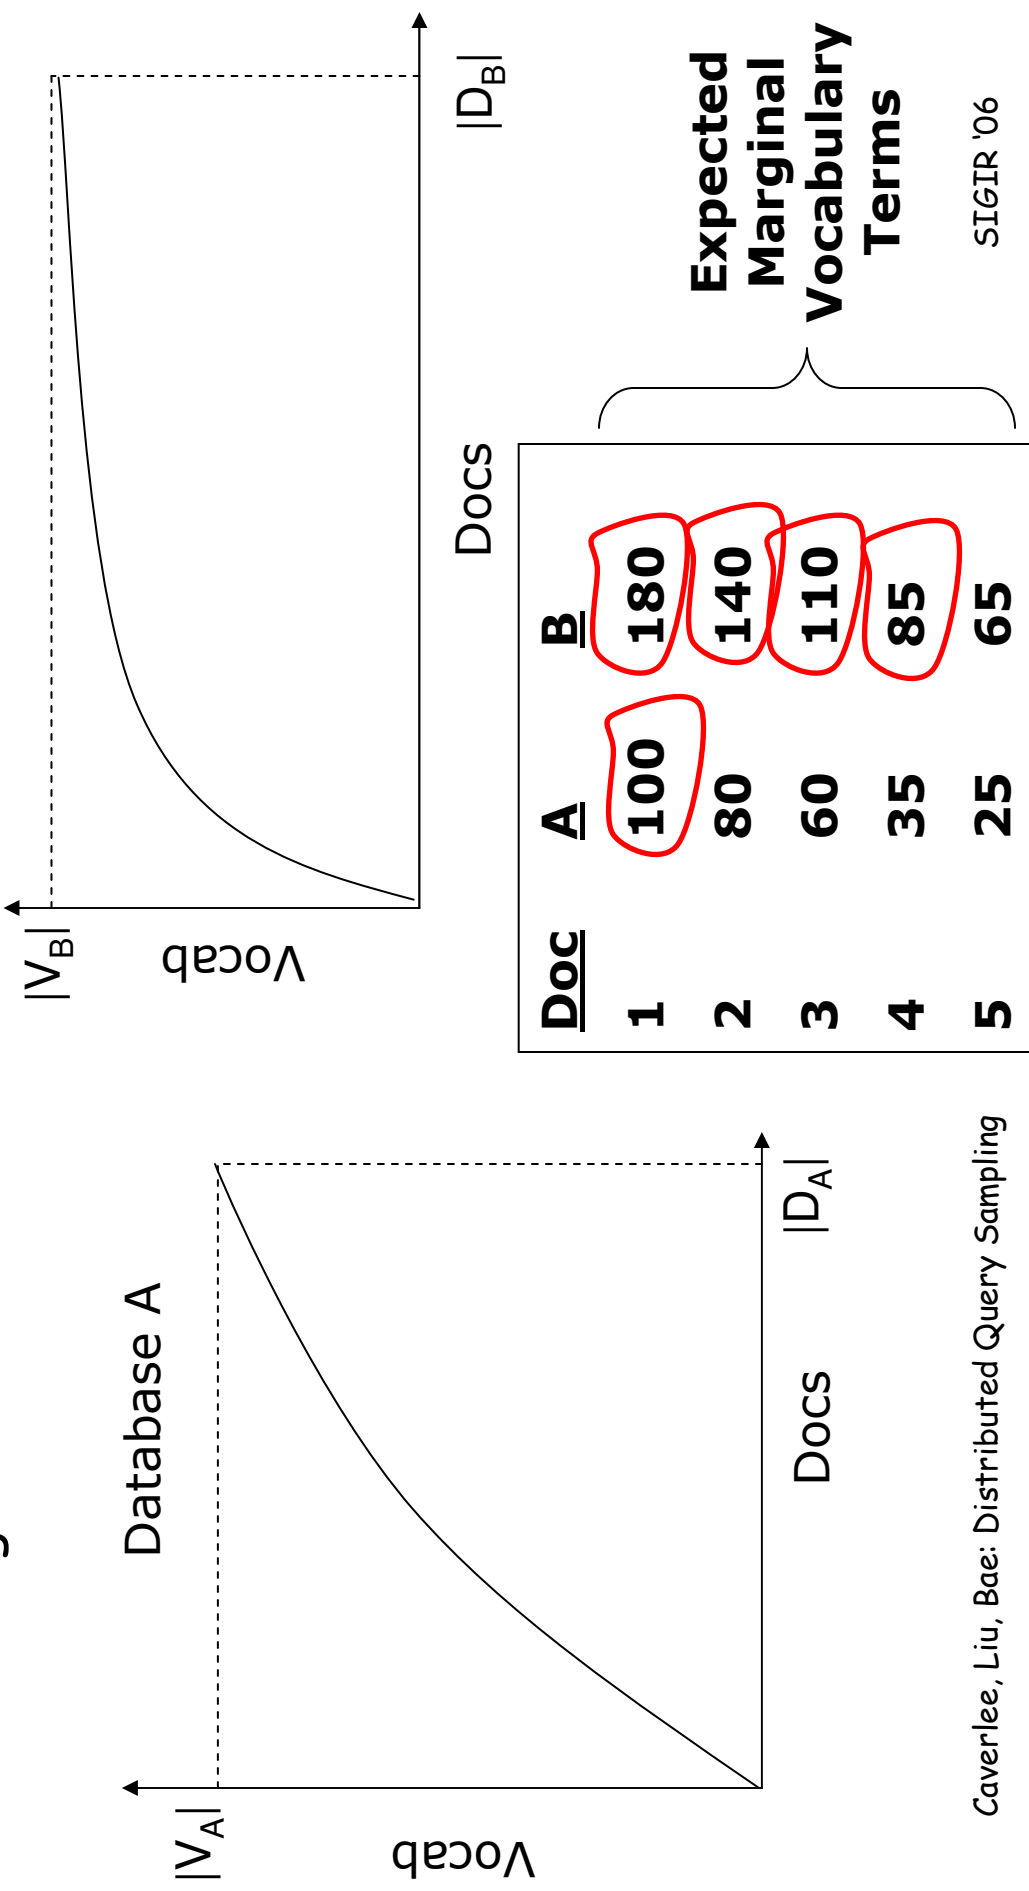 Database A
|V_A|
Vocab
Docs
|D_A|
|V_B|
Vocab
Docs
|D_B|
Doc A B
1 100 180
2 80 140
3 60 110
4 35 85
5 25 65
Expected
Marginal
Vocabulary
Terms
Caverlee, Liu, Bae: Distributed Query Sampling
SIGIR '06